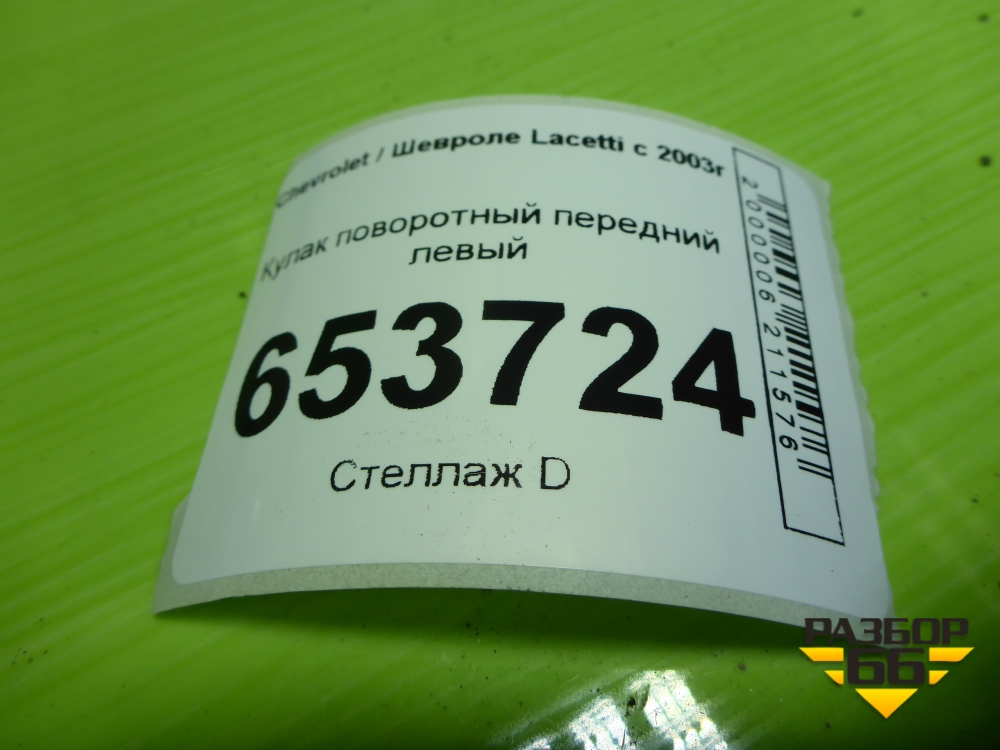 Chevrolet / Шевроле Lacetti с 2003г
Кулак поворотный передний
левый
653724
Стеллаж D
2000006211576
РАЗБОР
66